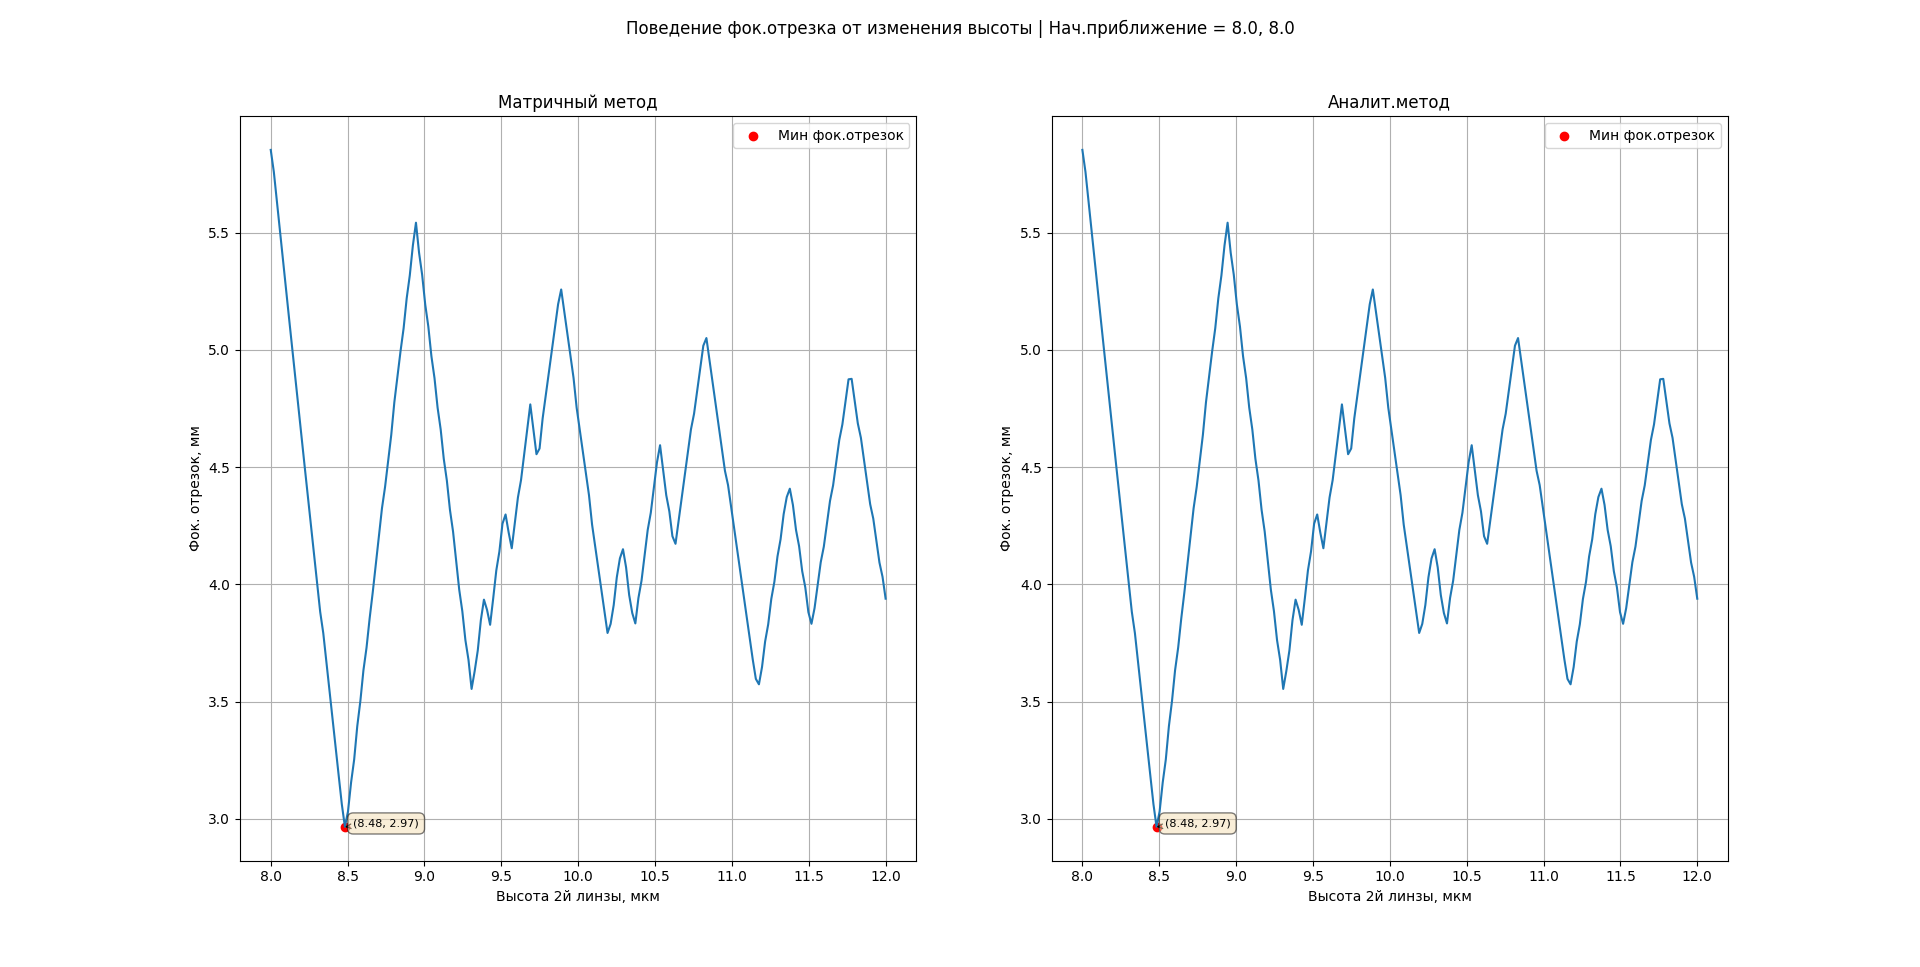 Поведение фок.отрезка от изменения высоты | Нач.приближение = 8.0, 8.0
Матричный метод
Мин фок.отрезок
5.5
5.0
4.5
4.0
3.5
3.0
Фок. отрезок, мм
(8.48, 2.97)
8.0 8.5 9.0 9.5 10.0 10.5 11.0 11.5 12.0
Высота 2й линзы, мкм
Аналит.метод
Мин фок.отрезок
5.5
5.0
4.5
4.0
3.5
3.0
Фок. отрезок, мм
(8.48, 2.97)
8.0 8.5 9.0 9.5 10.0 10.5 11.0 11.5 12.0
Высота 2й линзы, мкм